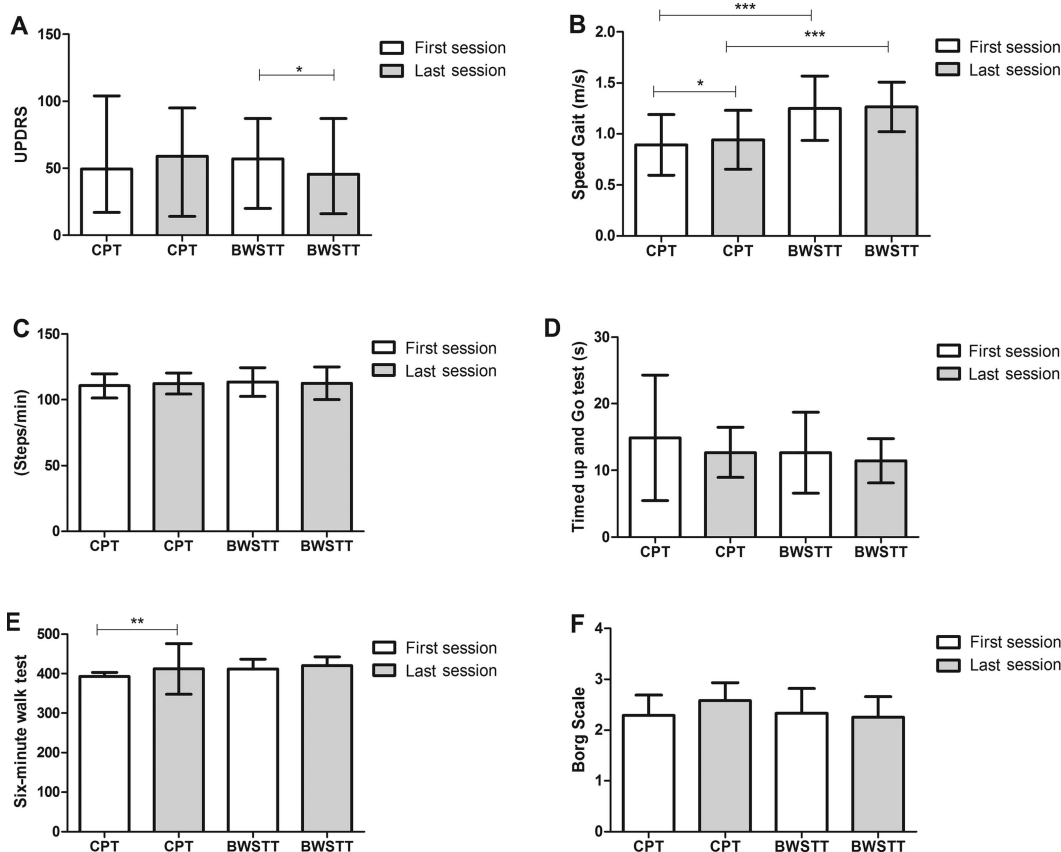 A
UPDRS
150
100
50
0
*
CPT
CPT
BWSTT
BWSTT
First session
Last session
B
Speed Gait (m/s)
2.0
1.5
1.0
0.5
0.0
***
***
*
CPT
CPT
BWSTT
BWSTT
First session
Last session
C
(Steps/min)
150
100
50
0
CPT
CPT
BWSTT
BWSTT
First session
Last session
D
Timed up and Go test (s)
30
20
10
0
CPT
CPT
BWSTT
BWSTT
First session
Last session
E
Six-minute walk test
500
400
300
200
100
0
**
CPT
CPT
BWSTT
BWSTT
First session
Last session
F
Borg Scale
4
3
2
1
0
CPT
CPT
BWSTT
BWSTT
First session
Last session